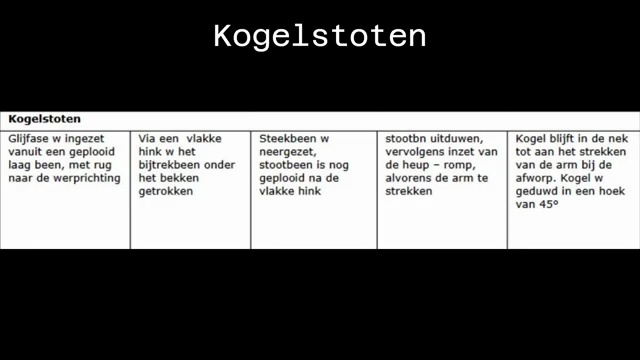 Kogelstoten
Kogelstoten
Glijfase w ingezet
vanuit een geplooid
laag been, met rug
naar de werprichting
Via een vlakke
hink w het
bijtrekbeen onder
het bekken
getrokken
Steekbeen w
neergezet,
stootbeen is nog
geplooid na de
vlakke hink
stootbn uitduwen,
vervolgens inzet van
de heup – romp,
alvorens de arm te
strekken
Kogel blijft in de nek
tot aan het strekken
van de arm bij de
afworp. Kogel w
geduwd in een hoek
van 45°